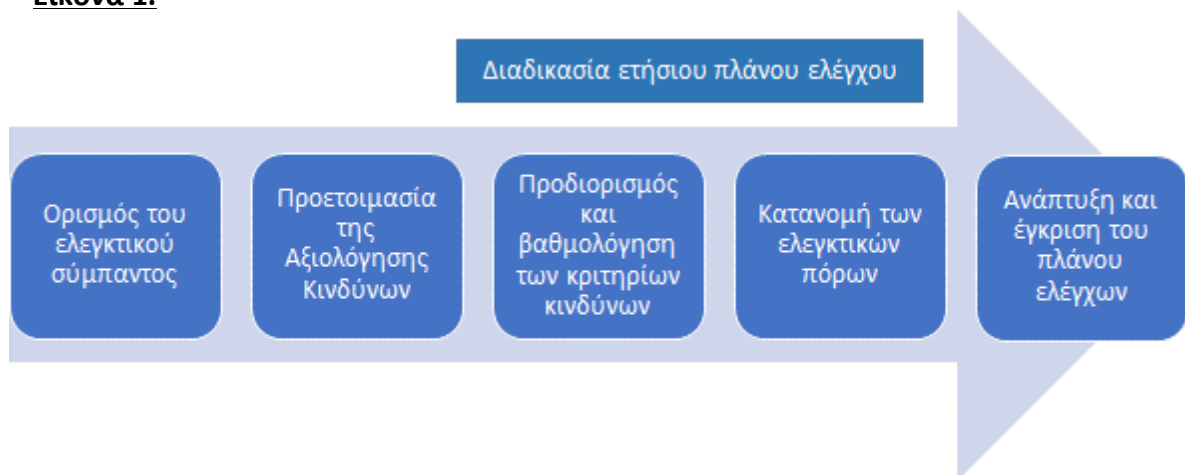 Εικόνα 1:
Διαδικασία ετήσιου πλάνου ελέγχου
Ορισμός του
ελεγκτικού
σύμπαντος
Προετοιμασία
της
Αξιολόγησης
Κινδύνων
Προδιορισμός
και
βαθμολόγηση
των κριτηρίων
κινδύνων
Κατανομή των
ελεγκτικών
πόρων
Ανάπτυξη και
έγκριση του
πλάνου
ελέγχων